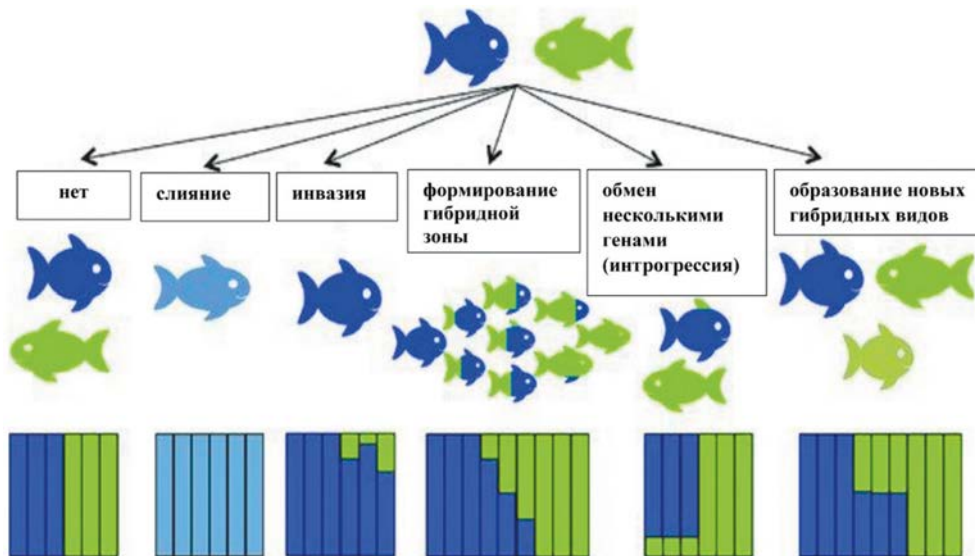 нет
слияние
инвазия
формирование
гибридной
зоны
обмен
несколькими
генами
(интрогрессия)
образование новых
гибридных видов